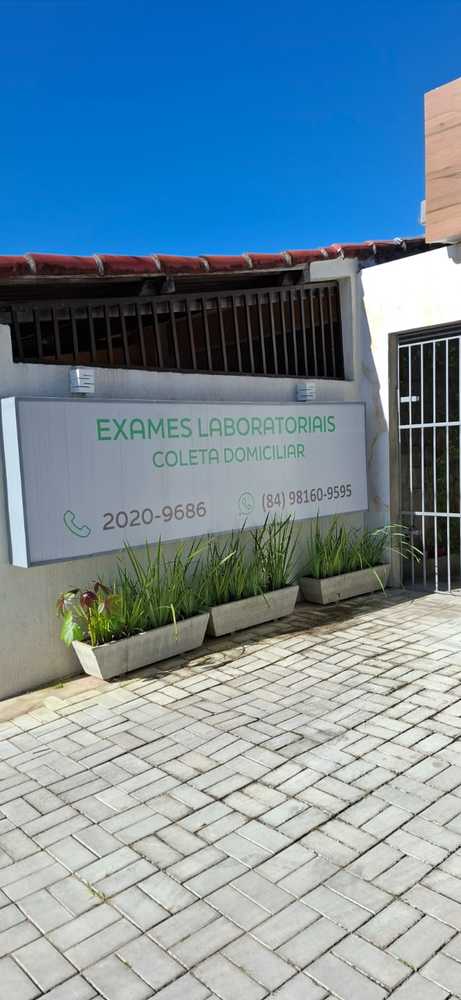 EXAMES LABORATORIAIS
COLETA DOMICILIAR
2020-9686 (84) 98160-9595